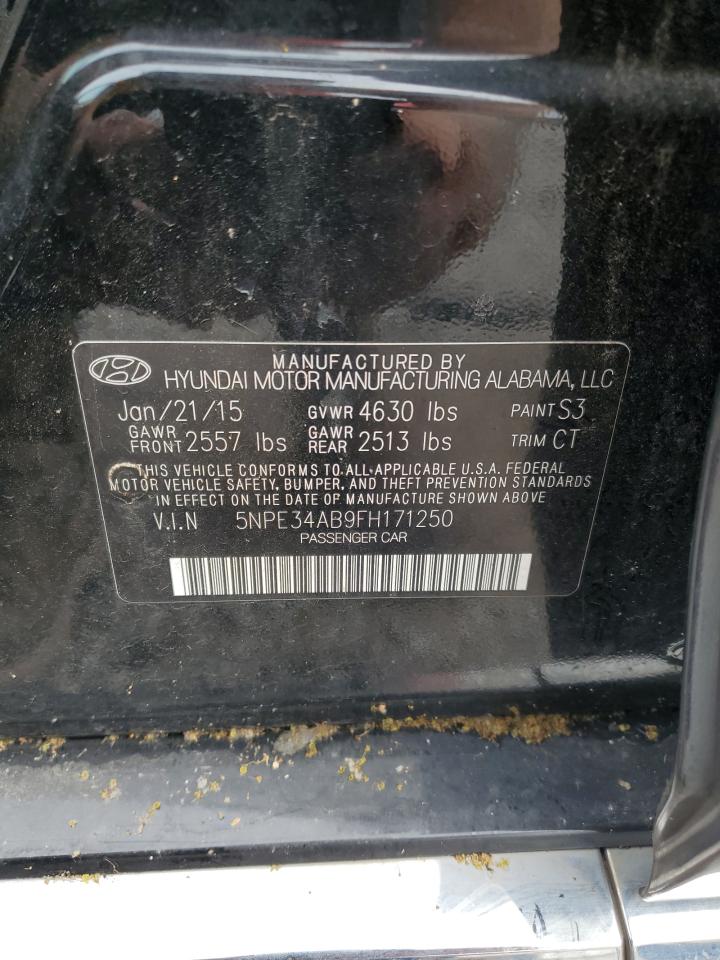 MANUFACTURED BY
HYUNDAI MOTOR MANUFACTURING ALABAMA, LLC
Jan/21/15 GVWR 4630 lbs PAINT S3
GAWR FRONT 2557 lbs GAWR REAR 2513 lbs TRIM CT
THIS VEHICLE CONFORMS TO ALL APPLICABLE U.S.A. FEDERAL
MOTOR VEHICLE SAFETY, BUMPER, AND THEFT PREVENTION STANDARDS
IN EFFECT ON THE DATE OF MANUFACTURE SHOWN ABOVE
V.I.N 5NPE34AB9FH171250
PASSENGER CAR